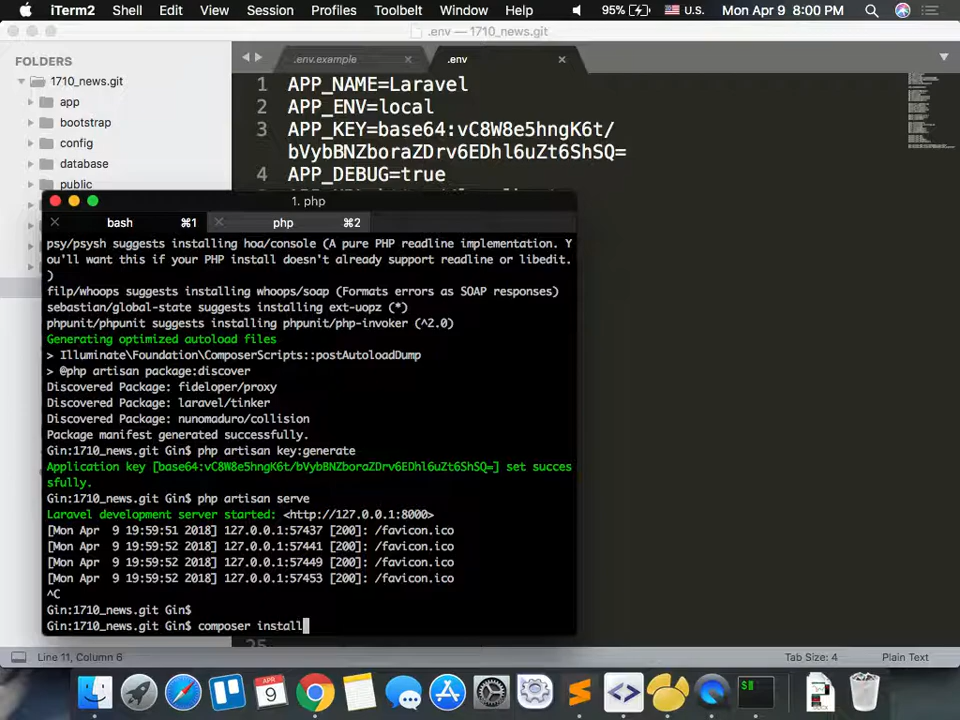 iTerm2 Shell Edit View Session Profiles Toolbelt Window Help 95% U.S. Mon Apr 9 8:00 PM
.env — 1710_news.git
FOLDERS
1710_news.git
app
bootstrap
config
database
public
.env.example
.env
1 APP_NAME=Laravel
2 APP_ENV=local
3 APP_KEY=base64:vC8W8e5hngK6t/
bVybBNZboraZDrv6EDhl6uZt6ShSQ=
4 APP_DEBUG=true
1. php
bash ⌘1 php ⌘2
psy/psysh suggests installing hoa/console (A pure PHP readline implementation. Y
ou'll want this if your PHP install doesn't already support readline or libedit.
)
filp/whoops suggests installing whoops/soap (Formats errors as SOAP responses)
sebastian/global-state suggests installing ext-uopz (*)
phpunit/phpunit suggests installing phpunit/php-invoker (^2.0)
Generating optimized autoload files
> Illuminate\Foundation\ComposerScripts::postAutoloadDump
> @php artisan package:discover
Discovered Package: fideloper/proxy
Discovered Package: laravel/tinker
Discovered Package: nunomaduro/collision
Package manifest generated successfully.
Gin:1710_news.git Gin$ php artisan key:generate
Application key [base64:vC8W8e5hngK6t/bVybBNZboraZDrv6EDhl6uZt6ShSQ=] set succes
sfully.
Gin:1710_news.git Gin$ php artisan serve
Laravel development server started: <http://127.0.0.1:8000>
[Mon Apr  9 19:59:51 2018] 127.0.0.1:57437 [200]: /favicon.ico
[Mon Apr  9 19:59:52 2018] 127.0.0.1:57441 [200]: /favicon.ico
[Mon Apr  9 19:59:52 2018] 127.0.0.1:57449 [200]: /favicon.ico
[Mon Apr  9 19:59:52 2018] 127.0.0.1:57453 [200]: /favicon.ico
^C
Gin:1710_news.git Gin$
Gin:1710_news.git Gin$ composer install
25
Line 11, Column 6 Tab Size: 4 Plain Text
APR
9
$